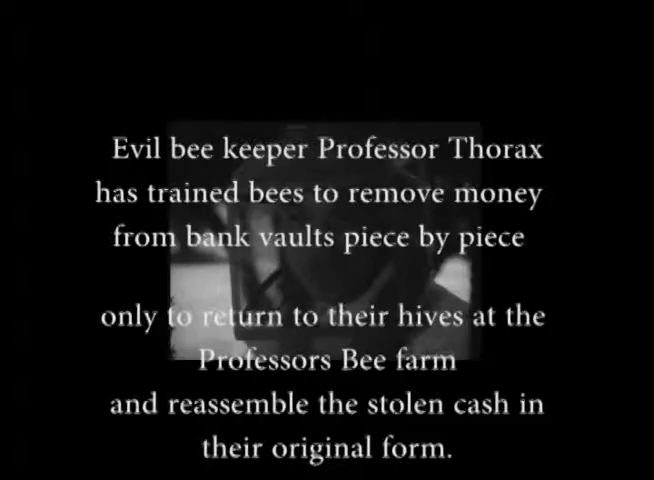 Evil bee keeper Professor Thorax
has trained bees to remove money
from bank vaults piece by piece
only to return to their hives at the
Professors Bee farm
and reassemble the stolen cash in
their original form.